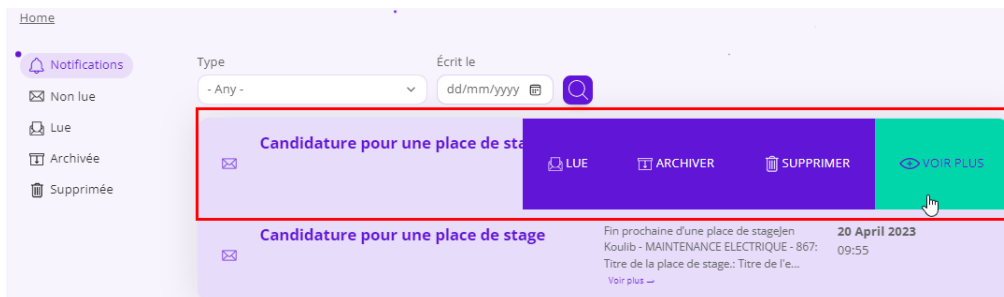 Home
Notifications
Non lue
Lue
Archivée
Supprimée
Type
Écrit le
- Any -
dd/mm/yyyy
Candidature pour une place de sta
LUE
ARCHIVER
SUPPRIMER
VOIR PLUS
Candidature pour une place de stage
Fin prochaine d'une place de stageJen
Koulib - MAINTENANCE ELECTRIQUE - 867:
Titre de la place de stage.: Titre de l'e...
Voir plus
20 April 2023
09:55